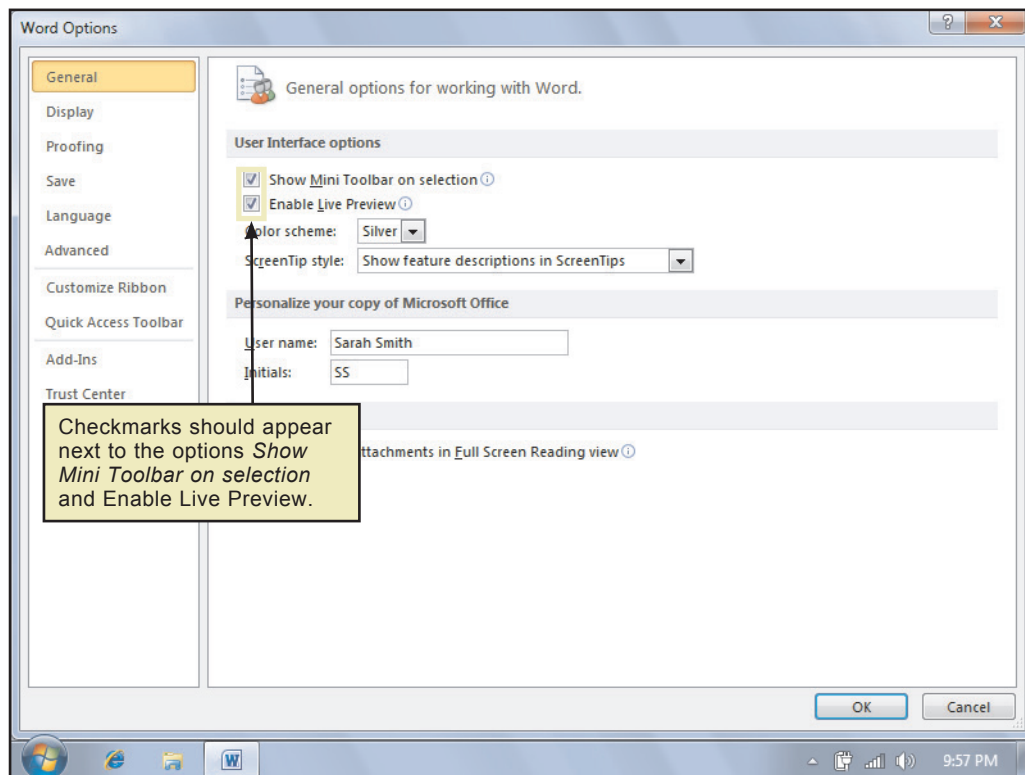 Word Options
General
Display
Proofing
Save
Language
Advanced
Customize Ribbon
Quick Access Toolbar
Add-Ins
Trust Center
General options for working with Word.
User Interface options
Show Mini Toolbar on selection
Enable Live Preview
Color scheme: Silver
ScreenTip style: Show feature descriptions in ScreenTips
Personalize your copy of Microsoft Office
User name: Sarah Smith
Initials: SS
ttachments in Full Screen Reading view
Checkmarks should appear
next to the options Show
Mini Toolbar on selection
and Enable Live Preview.
OK Cancel
9:57 PM